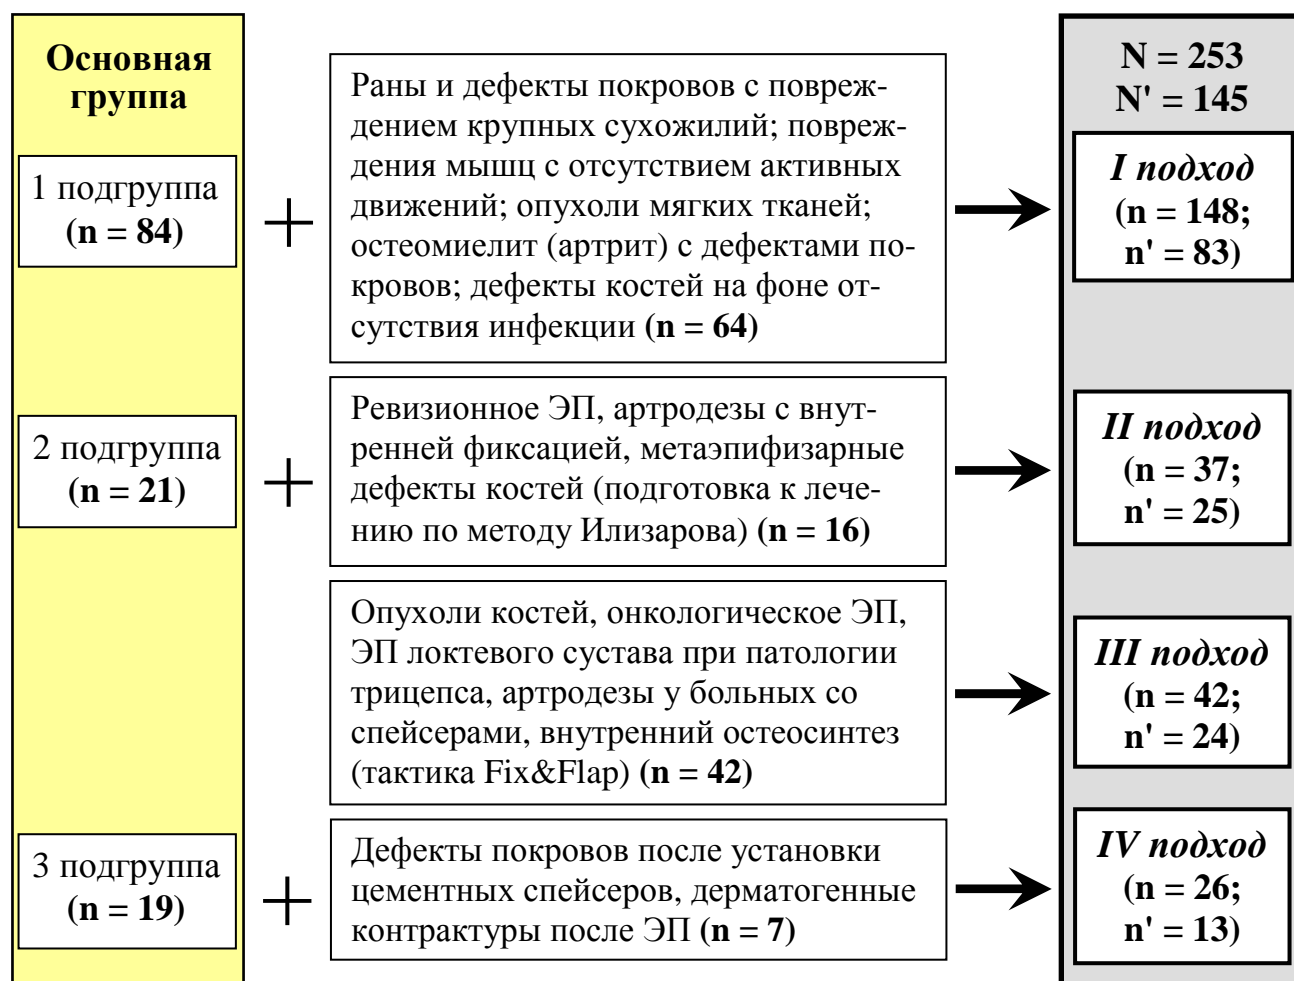 Основная
группа
N = 253
N' = 145
1 подгруппа
(n = 84)
+
Раны и дефекты покровов с повреж-
дением крупных сухожилий; повреж-
дения мышц с отсутствием активных
движений; опухоли мягких тканей;
остеомиелит (артрит) с дефектами по-
кровов; дефекты костей на фоне от-
сутствия инфекции (n = 64)
I подход
(n = 148;
n' = 83)
2 подгруппа
(n = 21)
+
Ревизионное ЭП, артродезы с внут-
ренней фиксацией, метаэпифизарные
дефекты костей (подготовка к лече-
нию по методу Илизарова) (n = 16)
II подход
(n = 37;
n' = 25)
Опухоли костей, онкологическое ЭП,
ЭП локтевого сустава при патологии
трицепса, артродезы у больных со
спейсерами, внутренний остеосинтез
(тактика Fix&Flap) (n = 42)
III подход
(n = 42;
n' = 24)
3 подгруппа
(n = 19)
+
Дефекты покровов после установки
цементных спейсеров, дерматогенные
контрактуры после ЭП (n = 7)
IV подход
(n = 26;
n' = 13)